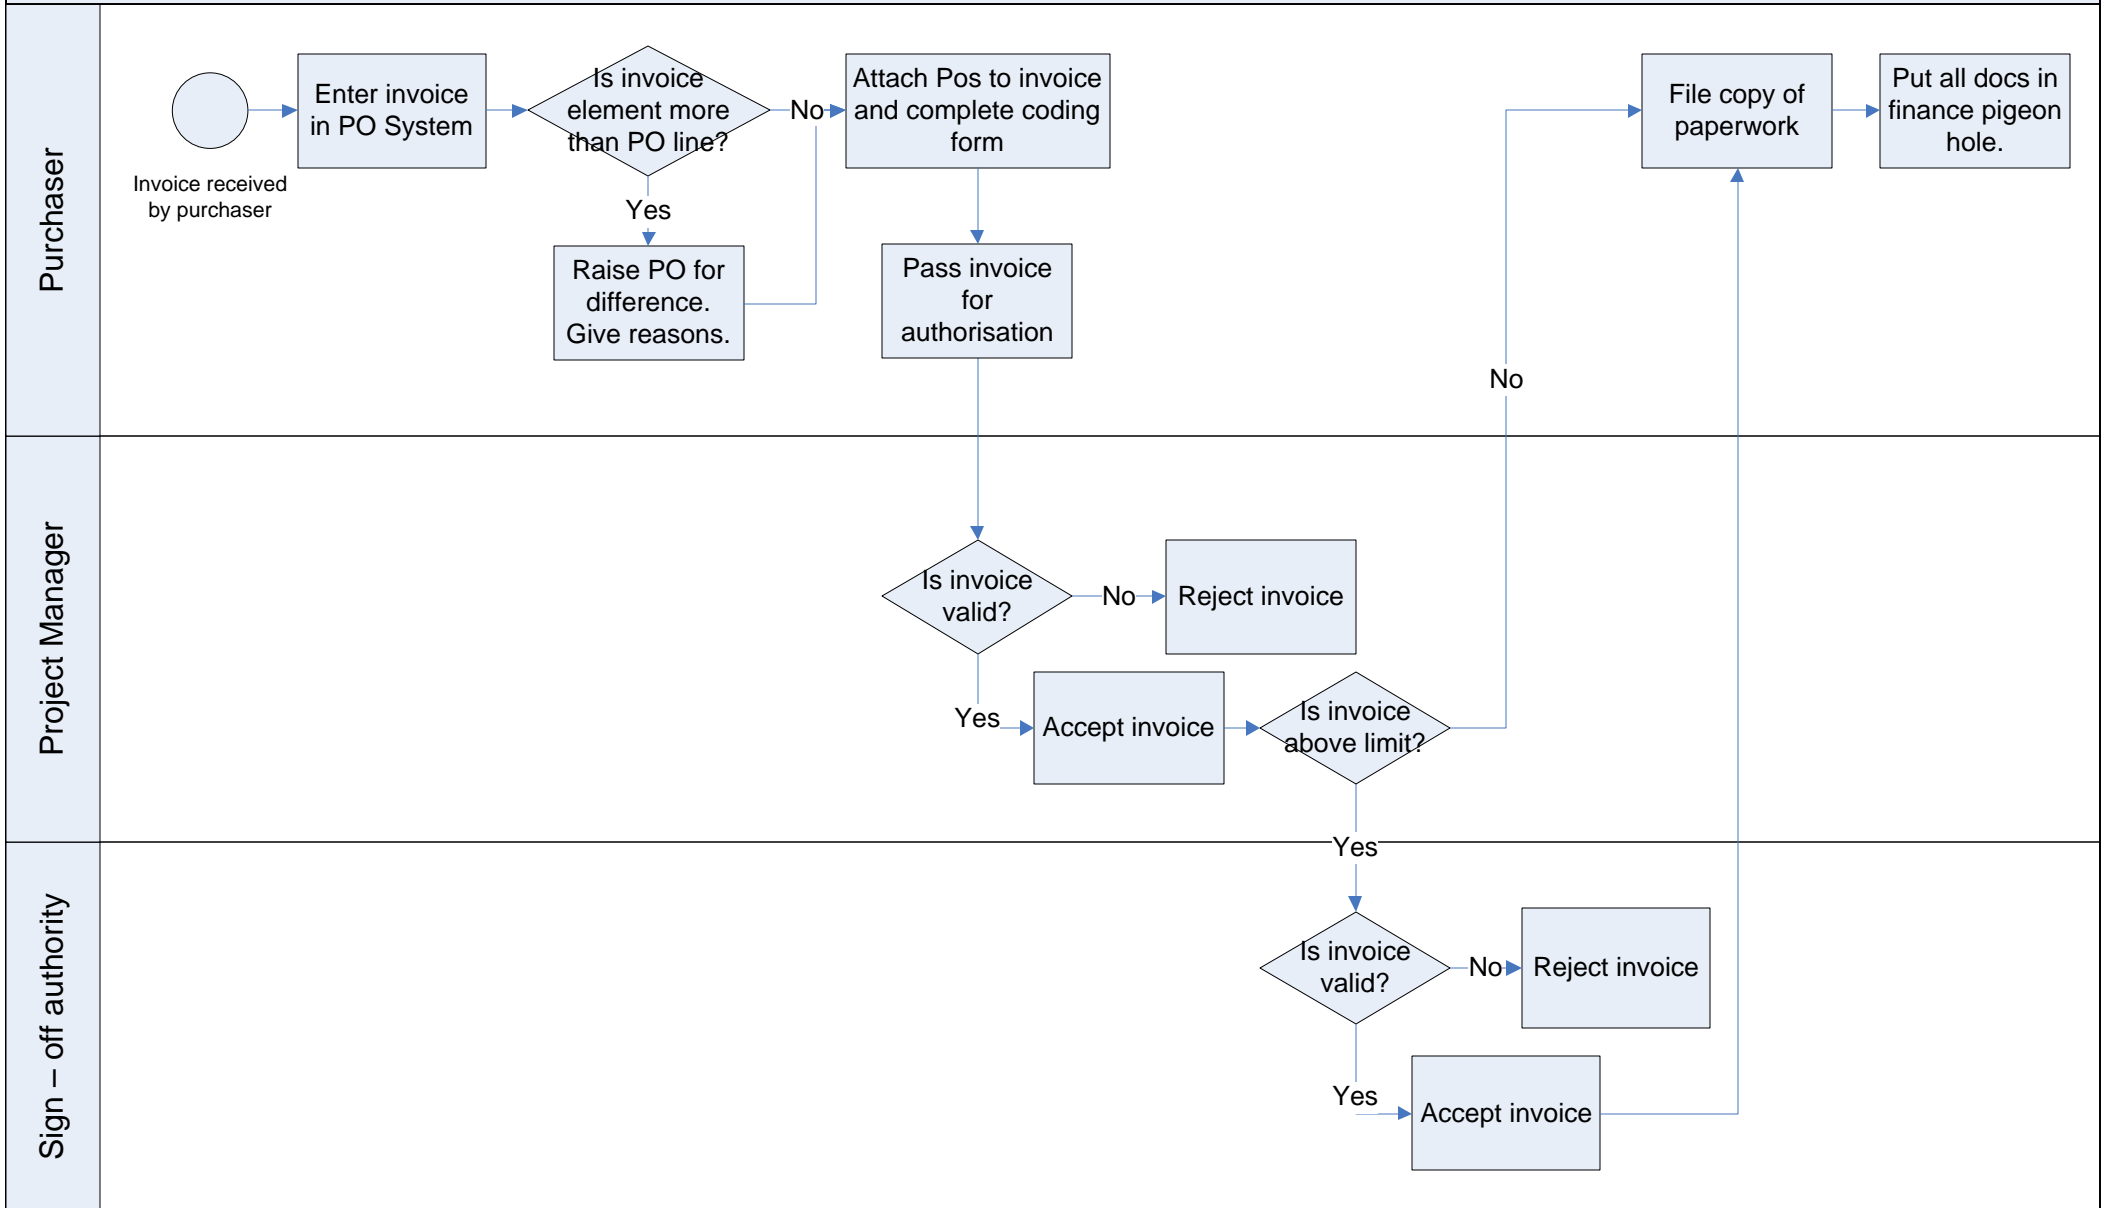 Purchaser
Invoice received
by purchaser
Enter invoice
in PO System
Is invoice
element more
than PO line?
No
Yes
Raise PO for
difference.
Give reasons.
Attach Pos to invoice
and complete coding
form
Pass invoice
for
authorisation
No
File copy of
paperwork
Put all docs in
finance pigeon
hole.
Project Manager
Is invoice
valid?
No
Reject invoice
Yes
Accept invoice
Is invoice
above limit?
Yes
Sign – off authority
Is invoice
valid?
No
Reject invoice
Yes
Accept invoice